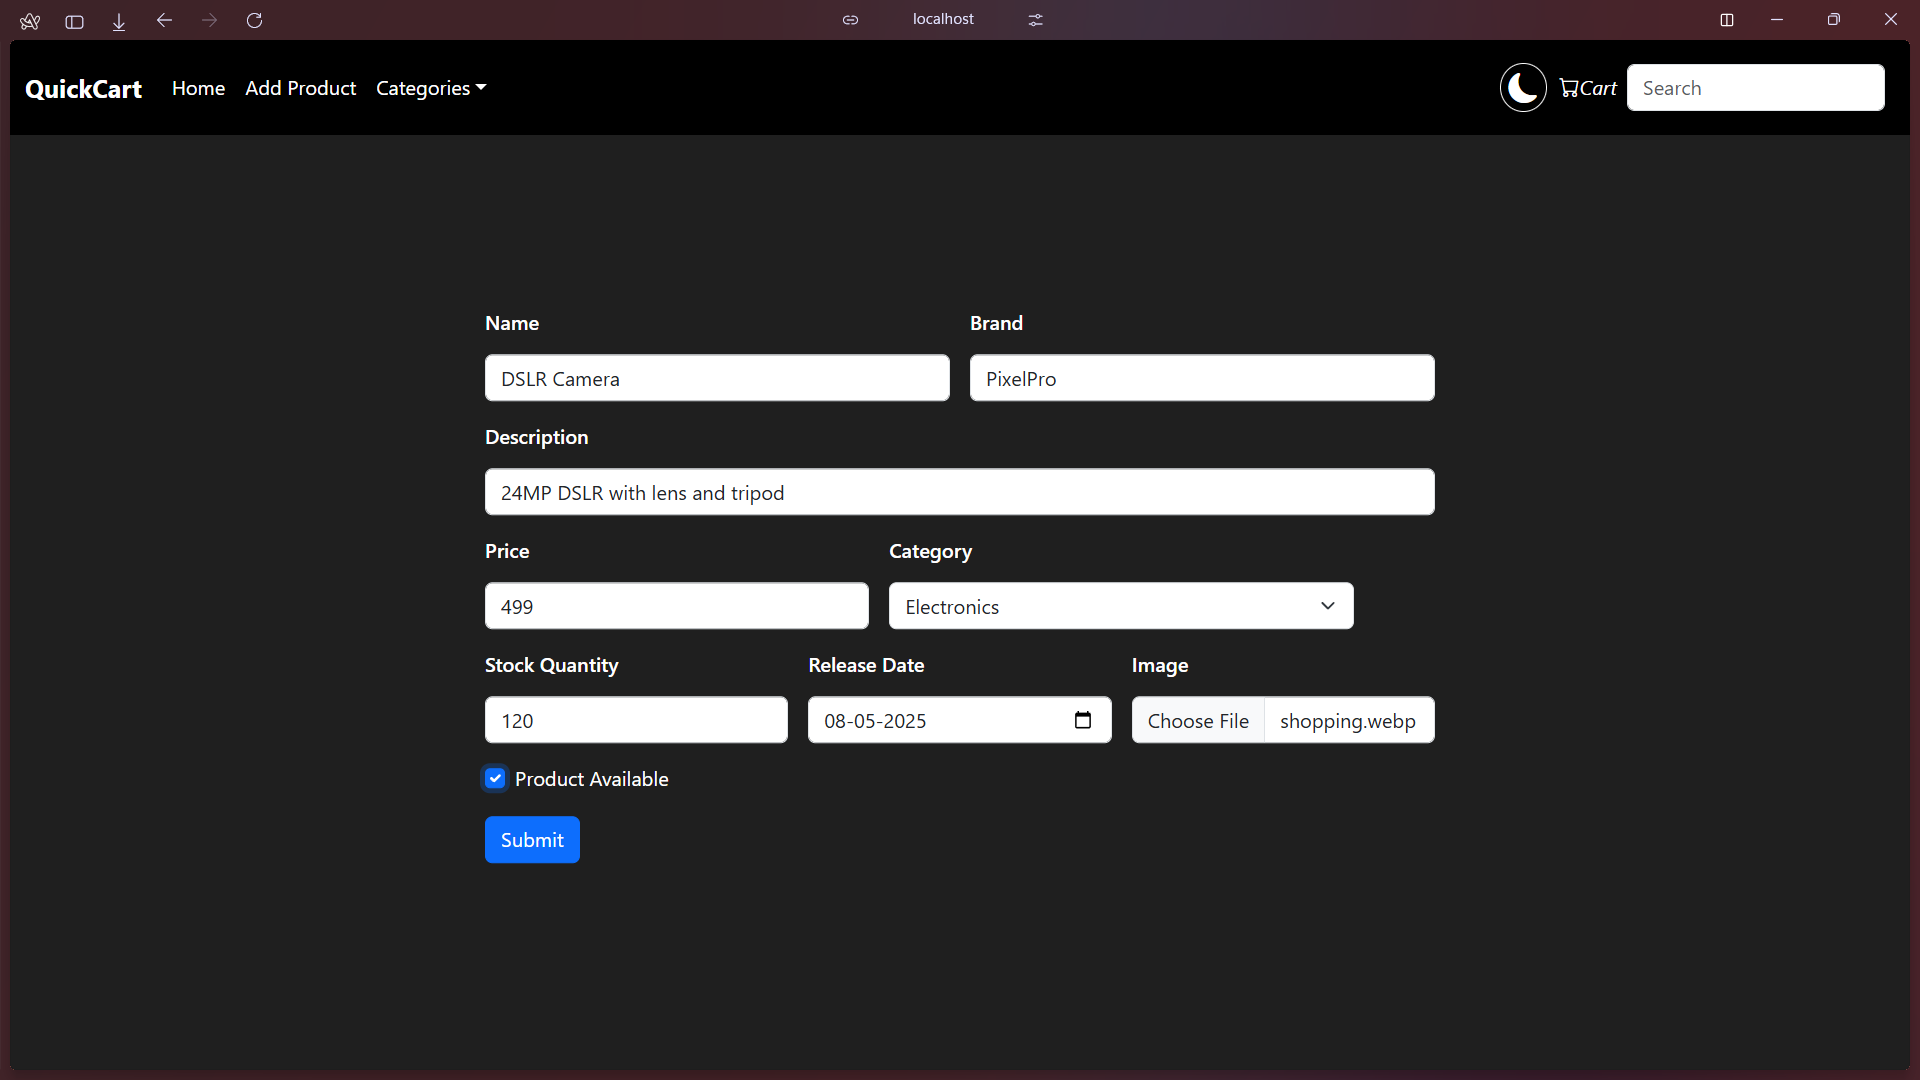 localhost
QuickCart Home Add Product Categories Cart Search
Name Brand
DSLR Camera PixelPro
Description
24MP DSLR with lens and tripod
Price Category
499 Electronics
Stock Quantity Release Date Image
120 08-05-2025 Choose File shopping.webp
Product Available
Submit